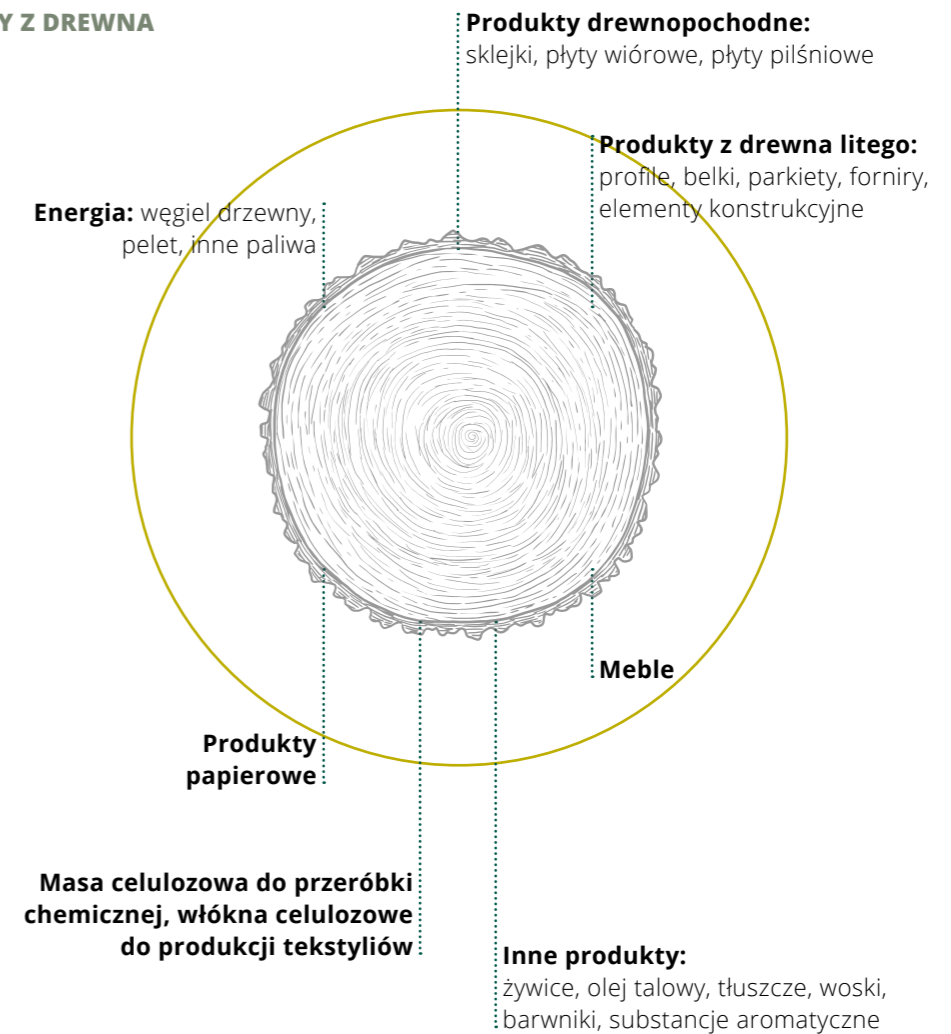 Y Z DREWNA
Produkty drewnopochodne:
sklejki, płyty wiórowe, płyty pilśniowe
Produkty z drewna litego:
profile, belki, parkiety, forniry,
elementy konstrukcyjne
Energia: węgiel drzewny,
pelet, inne paliwa
Meble
Produkty
papierowe
Masa celulozowa do przeróbki
chemicznej, włókna celulozowe
do produkcji tekstyliów
Inne produkty:
żywice, olej talowy, tłuszcze, woski,
barwniki, substancje aromatyczne